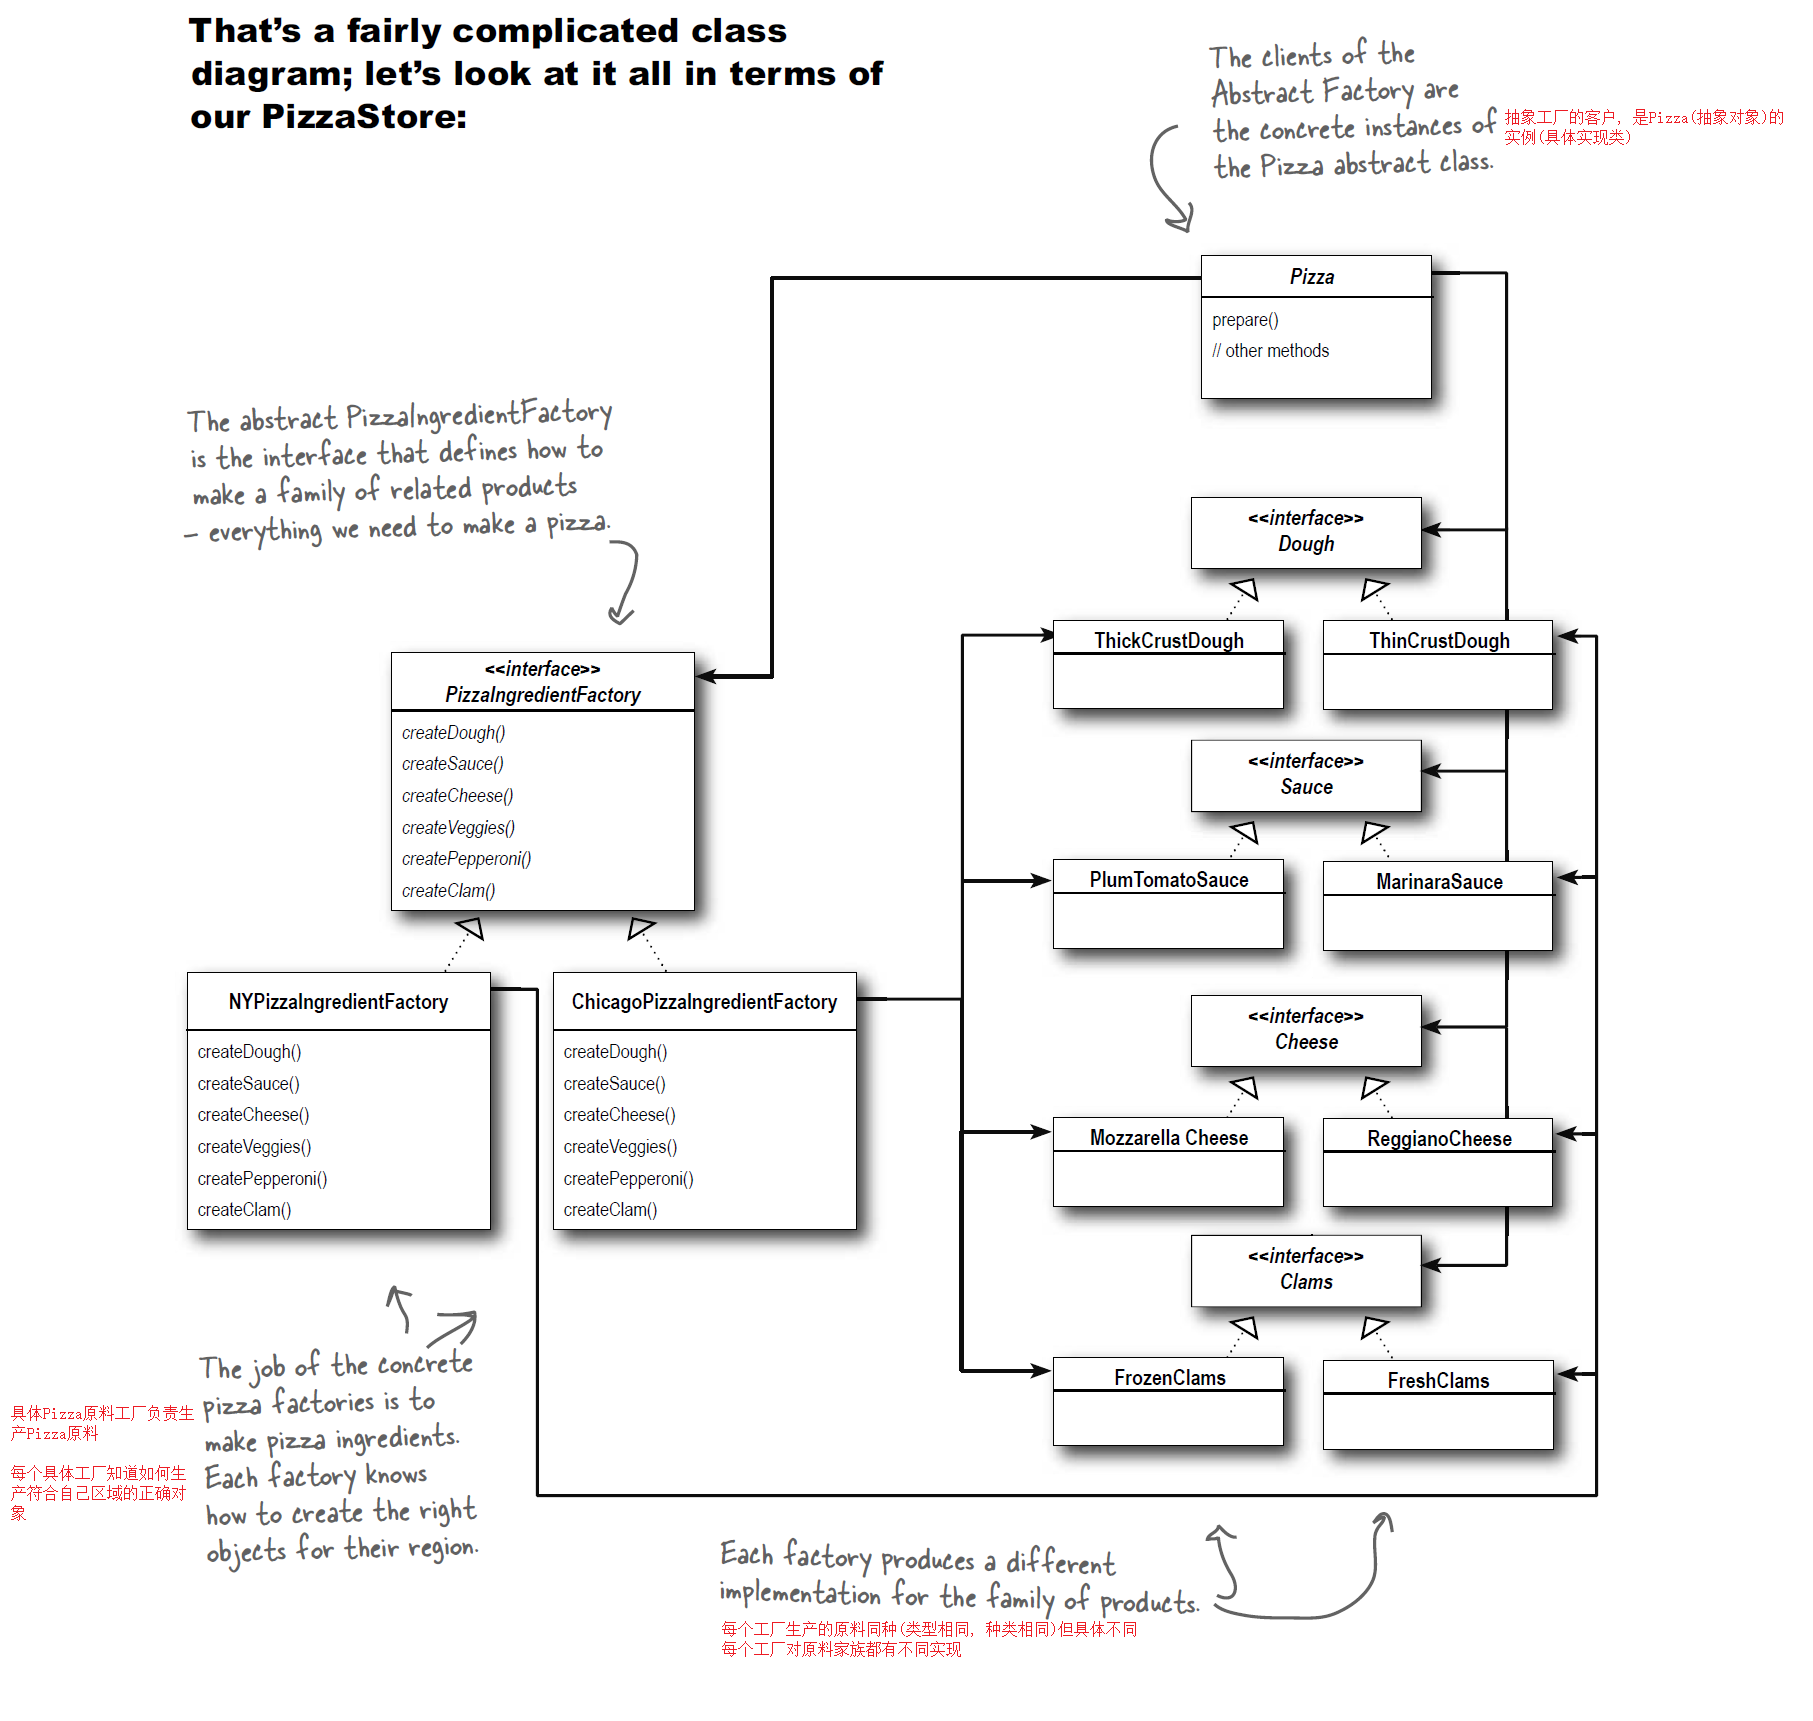 That's a fairly complicated class
diagram; let's look at it all in terms of
our PizzaStore:
The clients of the
Abstract Factory are
the concrete instances of
the Pizza abstract class.
抽象工厂的客户, 是Pizza(抽象对象)的
实例(具体实现类)
Pizza
prepare()
// other methods
The abstract PizzaIngredientFactory
is the interface that defines how to
make a family of related products
– everything we need to make a pizza.
<<interface>>
PizzaIngredientFactory
createDough()
createSauce()
createCheese()
createVeggies()
createPepperoni()
createClam()
NYPizzaIngredientFactory
createDough()
createSauce()
createCheese()
createVeggies()
createPepperoni()
createClam()
ChicagoPizzaIngredientFactory
createDough()
createSauce()
createCheese()
createVeggies()
createPepperoni()
createClam()
<<interface>>
Dough
ThickCrustDough
ThinCrustDough
<<interface>>
Sauce
PlumTomatoSauce
MarinaraSauce
<<interface>>
Cheese
Mozzarella Cheese
ReggianoCheese
<<interface>>
Clams
FrozenClams
FreshClams
The job of the concrete
pizza factories is to
make pizza ingredients.
Each factory knows
how to create the right
objects for their region.
具体Pizza原料工厂负责生
产Pizza原料
每个具体工厂知道如何生
产符合自己区域的正确对
象
Each factory produces a different
implementation for the family of products.
每个工厂生产的原料同种(类型相同, 种类相同)但具体不同
每个工厂对原料家族都有不同实现